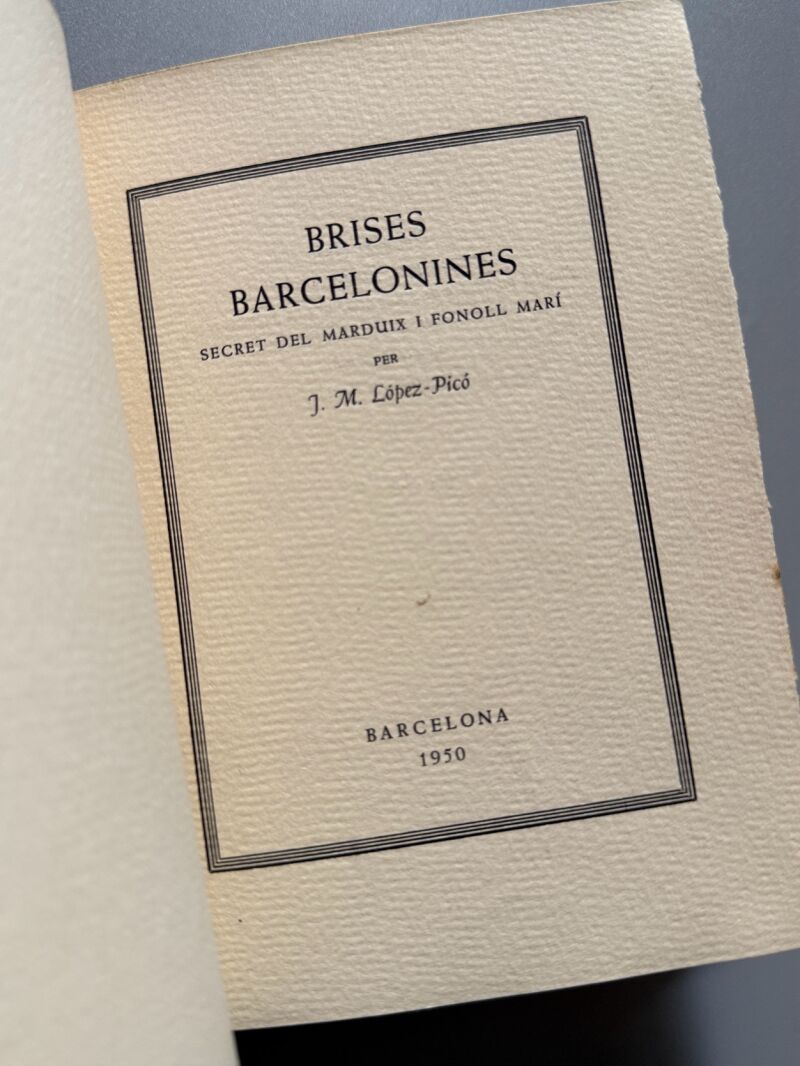 BRISES
BARCELONINES
SECRET DEL MARDUIX I FONOLL MARÍ
PER
J. M. López-Picó
BARCELONA
1950